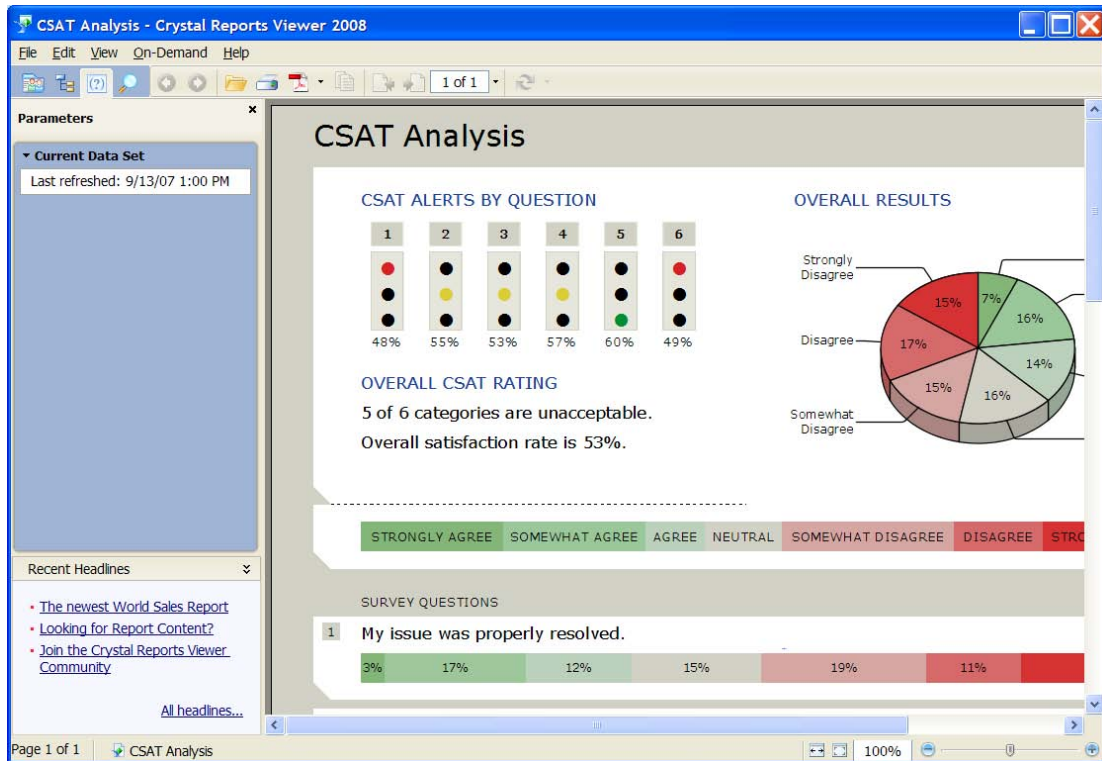 CSAT Analysis - Crystal Reports Viewer 2008
File Edit View On-Demand Help
1 of 1
Parameters
Current Data Set
Last refreshed: 9/13/07 1:00 PM
Recent Headlines
The newest World Sales Report
Looking for Report Content?
Join the Crystal Reports Viewer
Community
All headlines...
CSAT Analysis
CSAT ALERTS BY QUESTION
1 2 3 4 5 6
48% 55% 53% 57% 60% 49%
OVERALL CSAT RATING
5 of 6 categories are unacceptable.
Overall satisfaction rate is 53%.
OVERALL RESULTS
Strongly
Disagree
Disagree
Somewhat
Disagree
15% 7%
16%
17%
14%
15% 16%
STRONGLY AGREE SOMEWHAT AGREE AGREE NEUTRAL SOMEWHAT DISAGREE DISAGREE STRO
SURVEY QUESTIONS
1 My issue was properly resolved.
3% 17% 12% 15% 19% 11%
Page 1 of 1 CSAT Analysis 100%